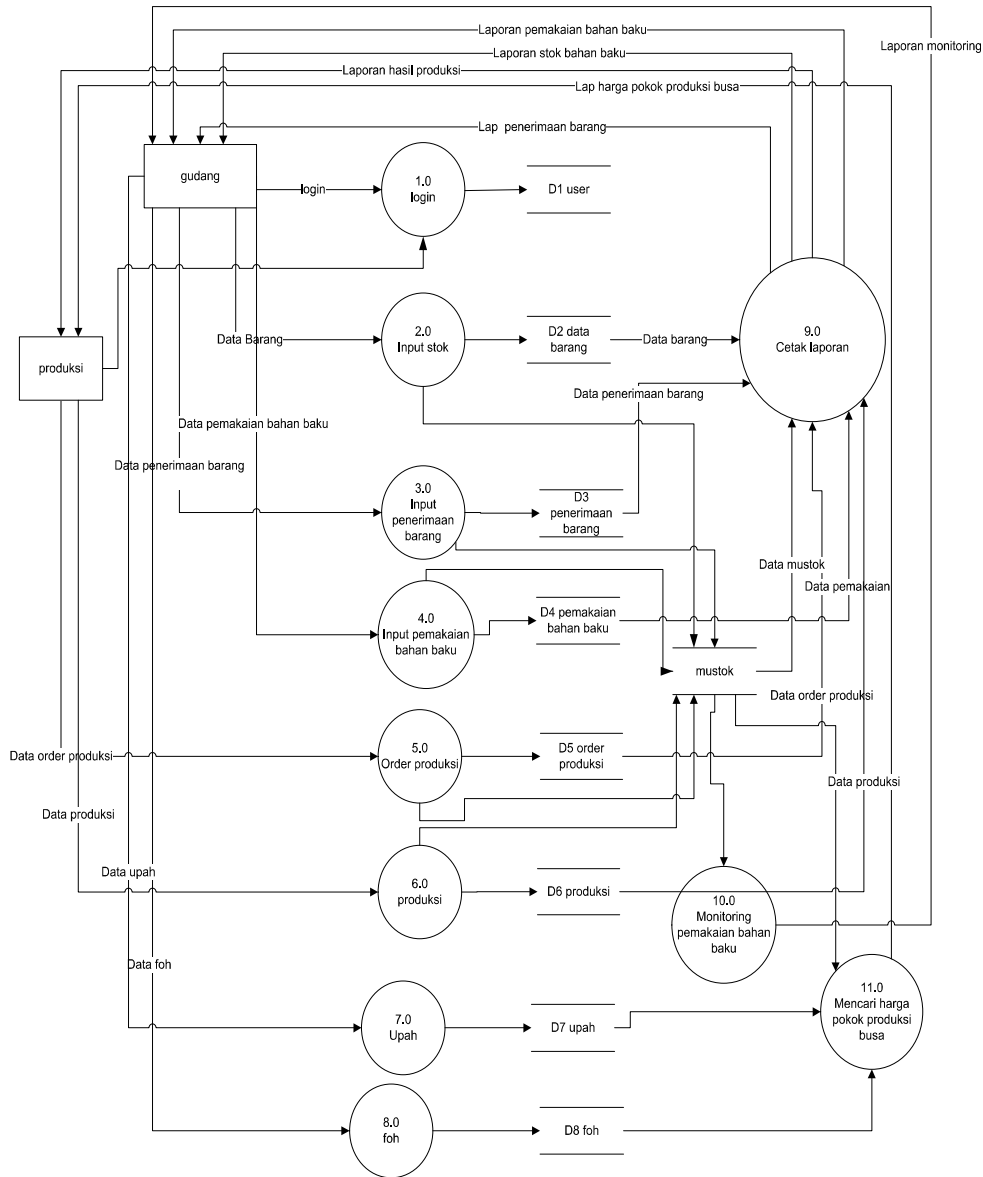 Laporan pemakaian bahan baku
Laporan monitoring
Laporan stok bahan baku
Laporan hasil produksi
Lap harga pokok produksi busa
Lap penerimaan barang
gudang
login
1.0
login
D1 user
produksi
Data Barang
2.0
Input stok
D2 data
barang
Data barang
9.0
Cetak laporan
Data penerimaan barang
Data pemakaian bahan baku
Data penerimaan barang
3.0
Input
penerimaan
barang
D3
penerimaan
barang
Data mustok
Data pemakaian
4.0
Input pemakaian
bahan baku
D4 pemakaian
bahan baku
mustok
Data order produksi
Data order produksi
5.0
Order produksi
D5 order
produksi
Data produksi
Data produksi
Data upah
6.0
produksi
D6 produksi
10.0
Monitoring
pemakaian bahan
baku
Data foh
11.0
Mencari harga
pokok produksi
busa
7.0
Upah
D7 upah
8.0
foh
D8 foh